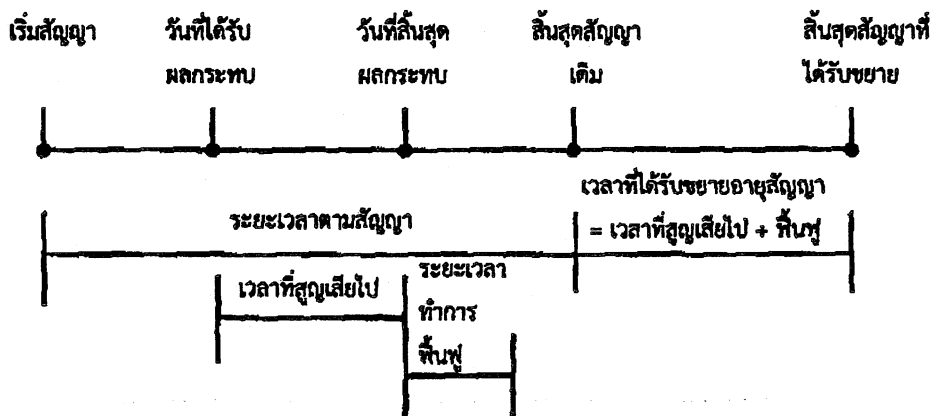 เริ่มสัญญา วันที่ได้รับ วันที่สิ้นสุด สิ้นสุดสัญญา สิ้นสุดสัญญาที่
ผลกระทบ ผลกระทบ เดิม ได้รับขยาย
เวลาที่ได้รับขยายอายุสัญญา
ระยะเวลาตามสัญญา = เวลาที่สูญเสียไป + ฟื้นฟู
เวลาที่สูญเสียไป ระยะเวลา
ทำการ
ฟื้นฟู